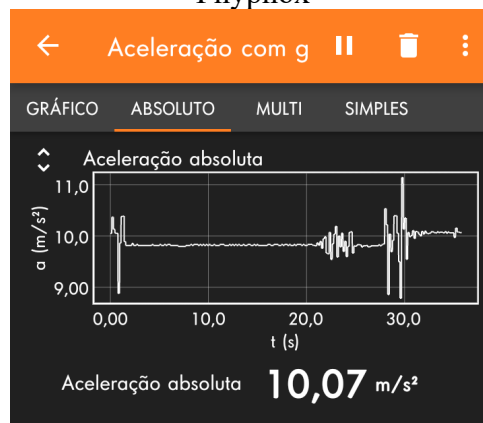 Phyphox
Aceleração com g
GRÁFICO ABSOLUTO MULTI SIMPLES
Aceleração absoluta
11,0
10,0
9,00
a (m/s²)
0,00 10,0 20,0 30,0
t (s)
Aceleração absoluta 10,07 m/s²